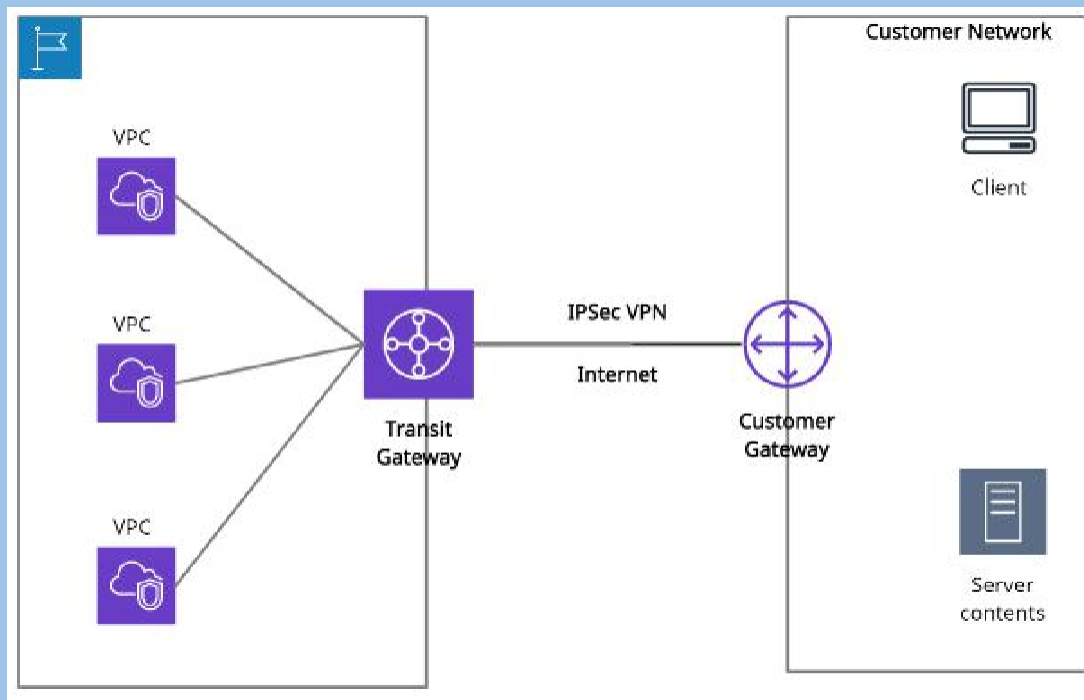 Customer Network
VPC
Client
VPC
IPSec VPN
Internet
Transit
Gateway
Customer
Gateway
VPC
Server
contents